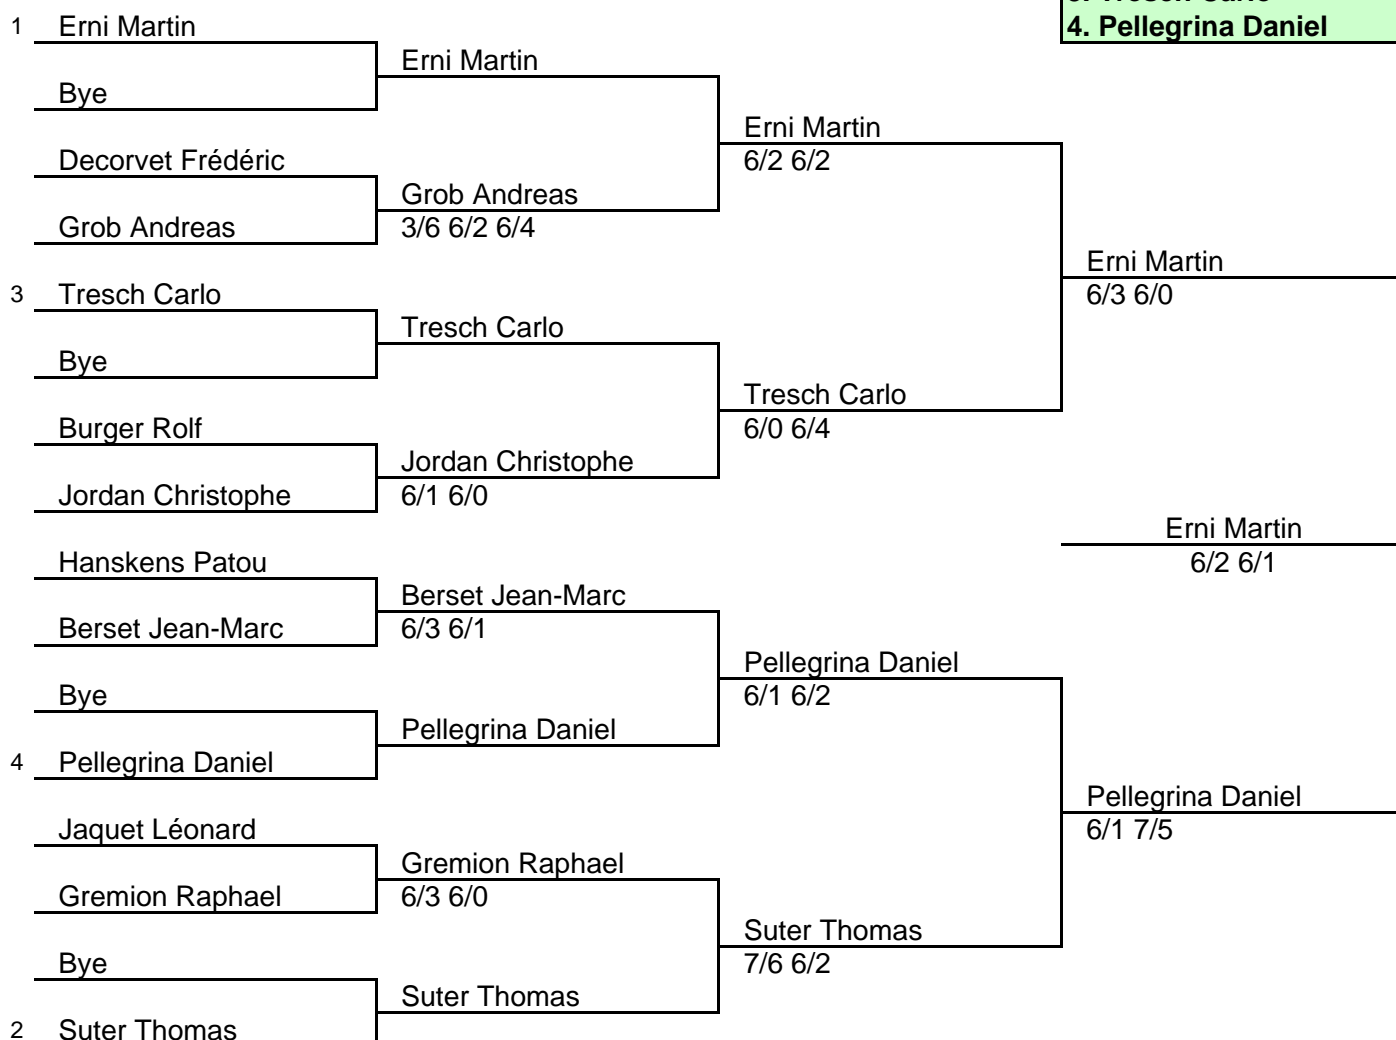 4. Pellegrina Daniel
1 Erni Martin
Erni Martin
Bye
Erni Martin
6/2 6/2
Decorvet Frédéric
Grob Andreas
3/6 6/2 6/4
Grob Andreas
Erni Martin
6/3 6/0
3 Tresch Carlo
Tresch Carlo
Bye
Tresch Carlo
6/0 6/4
Burger Rolf
Jordan Christophe
6/1 6/0
Jordan Christophe
Erni Martin
6/2 6/1
Hanskens Patou
Berset Jean-Marc
6/3 6/1
Berset Jean-Marc
Pellegrina Daniel
6/1 6/2
Bye
Pellegrina Daniel
4 Pellegrina Daniel
Pellegrina Daniel
6/1 7/5
Jaquet Léonard
Gremion Raphael
6/3 6/0
Gremion Raphael
Suter Thomas
7/6 6/2
Bye
Suter Thomas
2 Suter Thomas